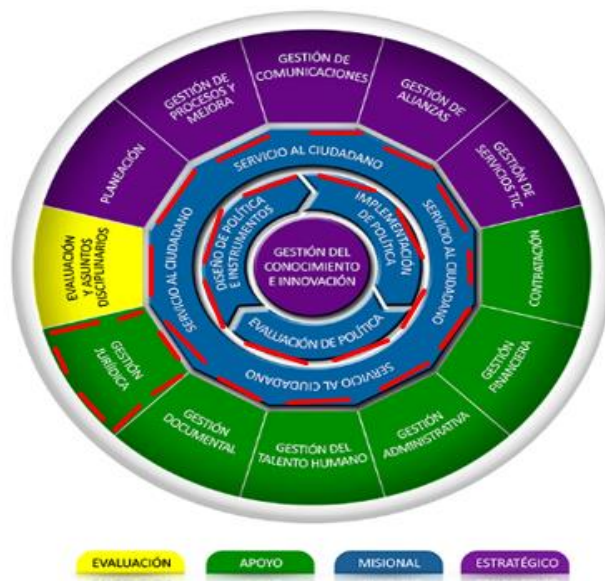 GESTIÓN DE
COMUNICACIONES
GESTIÓN DE
ALIANZAS
GESTIÓN DE
SERVICIOS TIC
CONTRATACIÓN
GESTIÓN
FINANCIERA
GESTIÓN
ADMINISTRATIVA
GESTIÓN DEL
TALENTO HUMANO
GESTIÓN
DOCUMENTAL
GESTIÓN
JURÍDICA
EVALUACIÓN
Y ASUNTOS
DISCIPLINARIOS
PLANEACIÓN
GESTIÓN DE
PROCESOS Y
MEJORA
SERVICIO AL CIUDADANO
SERVICIO AL CIUDADANO
SERVICIO AL CIUDADANO
SERVICIO AL CIUDADANO
DISEÑO DE POLÍTICA
E INSTRUMENTOS
IMPLEMENTACIÓN
DE POLÍTICA
EVALUACIÓN DE POLÍTICA
GESTIÓN DEL
CONOCIMIENTO
E INNOVACIÓN
EVALUACIÓN
APOYO
MISIONAL
ESTRATÉGICO